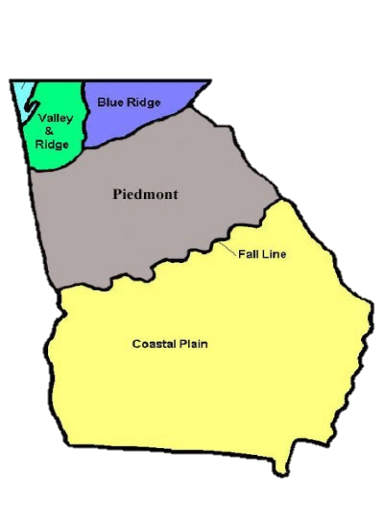 Blue Ridge
Valley
&
Ridge
Piedmont
Fall Line
Coastal Plain